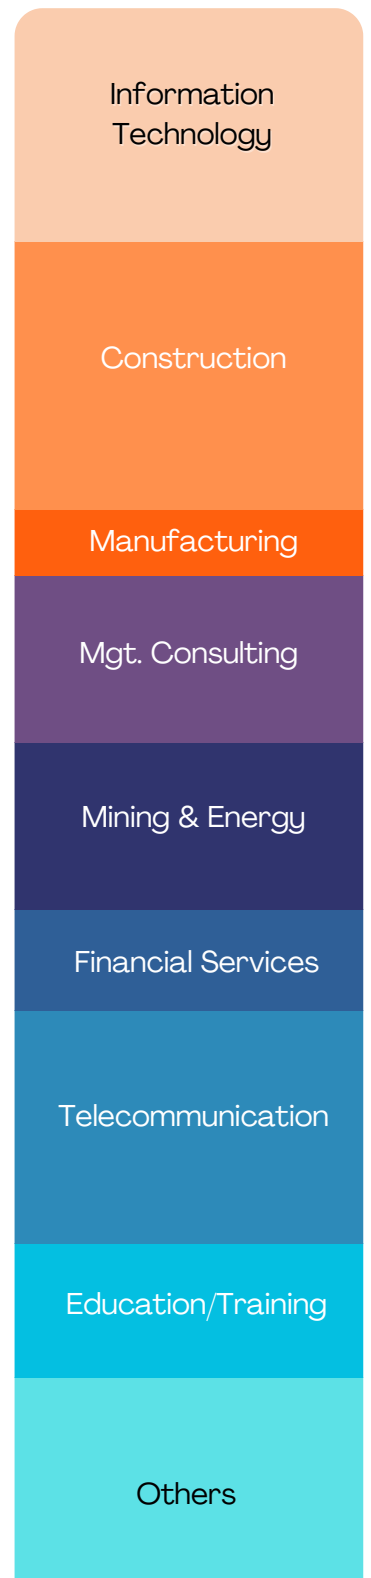 Information
Technology
Construction
Manufacturing
Mgt. Consulting
Mining & Energy
Financial Services
Telecommunication
Education/Training
Others